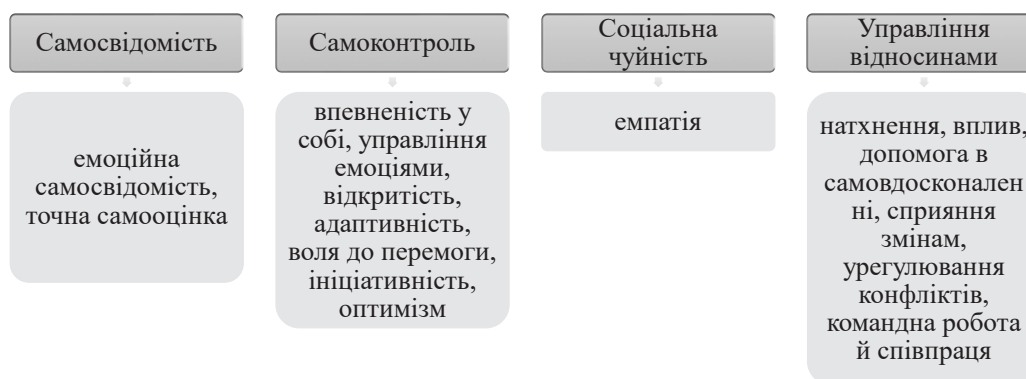 Самосвідомість
емоційна
самосвідомість,
точна самооцінка
Самоконтроль
впевненість у
собі, управління
емоціями,
відкритість,
адаптивність,
воля до перемоги,
ініціативність,
оптимізм
Соціальна
чуйність
емпатія
Управління
відносинами
натхнення, вплив,
допомога в
самовдосконален
ні, сприяння
змінам,
урегулювання
конфліктів,
командна робота
й співпраця